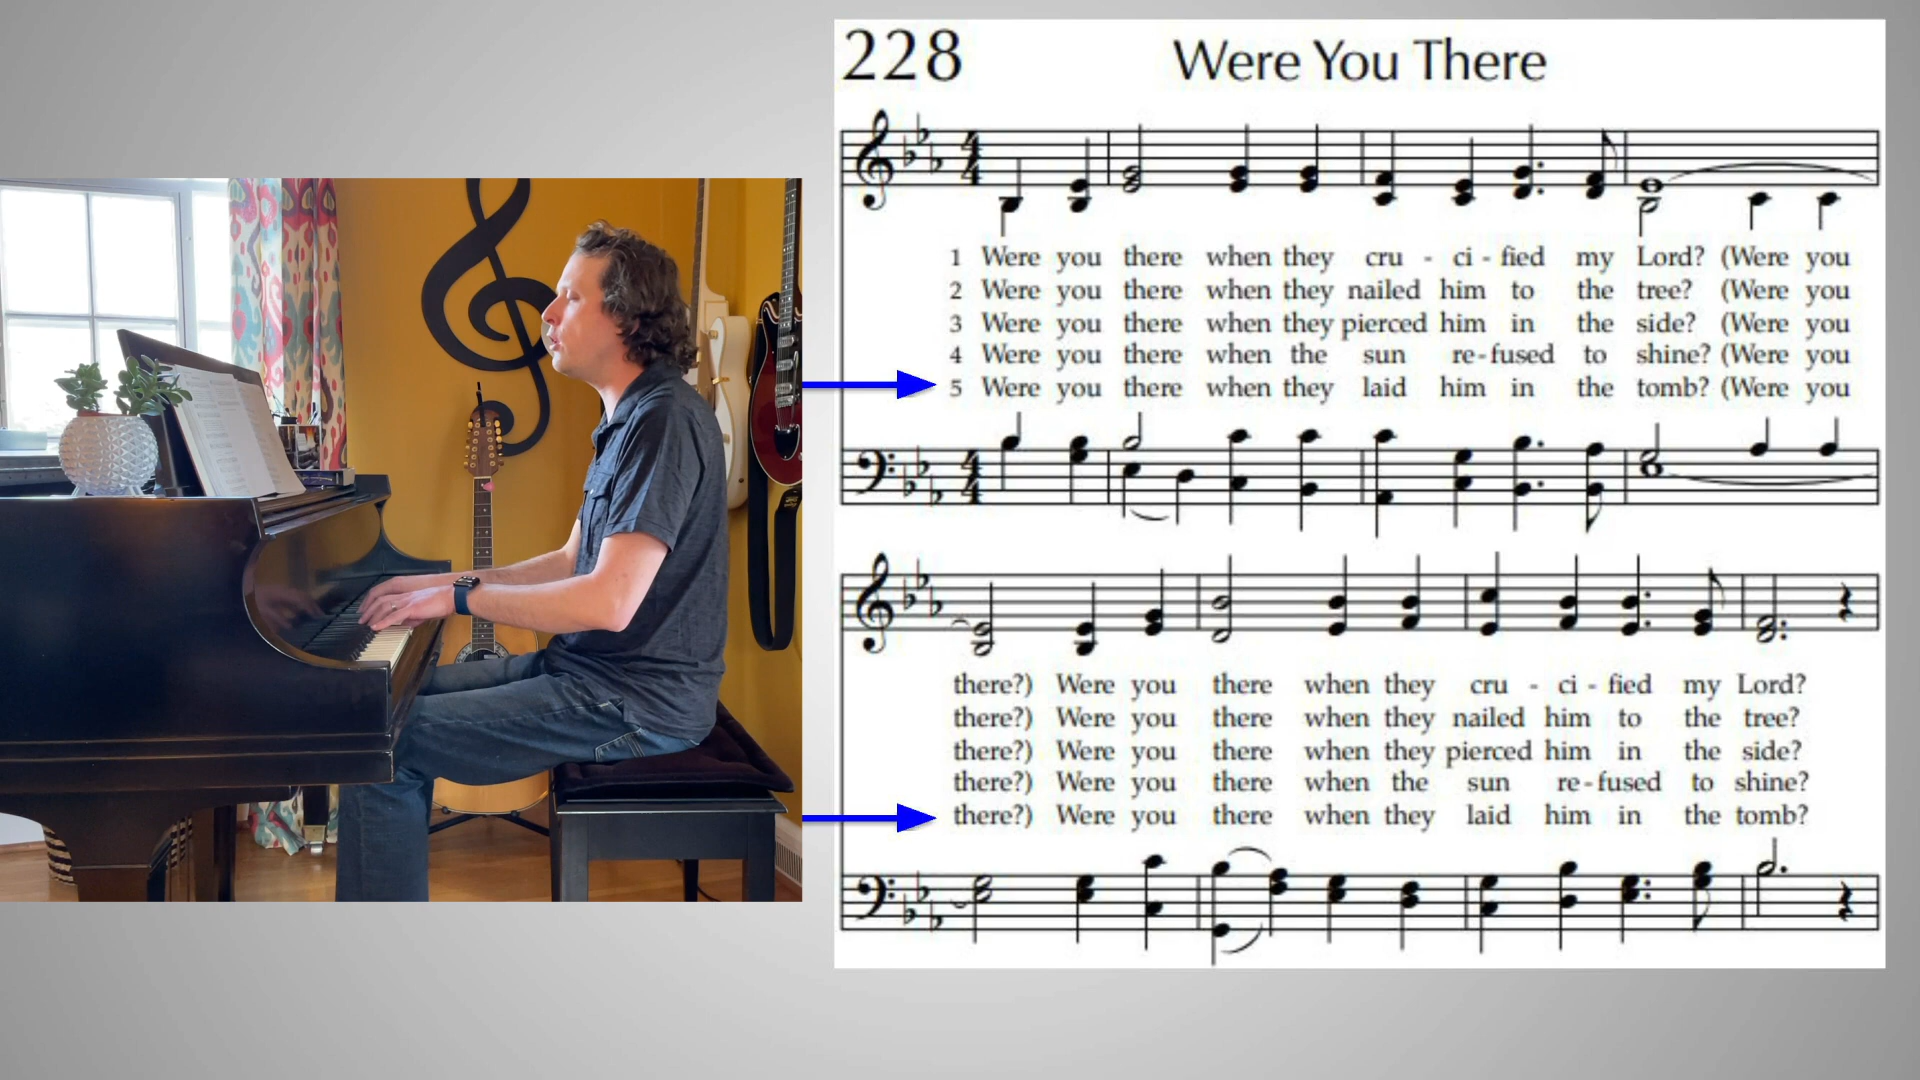 228
Were You There
4
4
1 Were you there when they cru - ci - fied my Lord? (Were you
2 Were you there when they nailed him to the tree? (Were you
3 Were you there when they pierced him in the side? (Were you
4 Were you there when the sun re-fused to shine? (Were you
5 Were you there when they laid him in the tomb? (Were you
4
4
there?) Were you there when they cru - ci - fied my Lord?
there?) Were you there when they nailed him to the tree?
there?) Were you there when they pierced him in the side?
there?) Were you there when the sun re-fused to shine?
there?) Were you there when they laid him in the tomb?